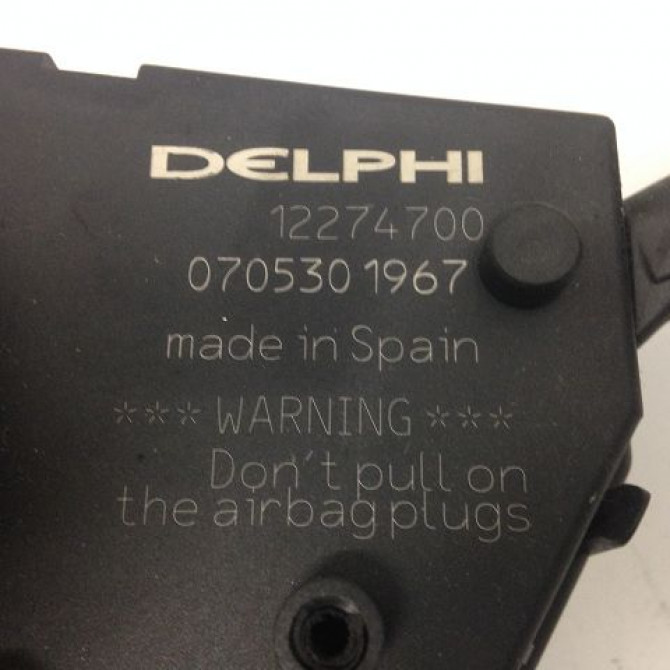 DELPHI
12274700
070530 1967
made in Spain
*** WARNING ***
Don't pull on
the airbag plugs